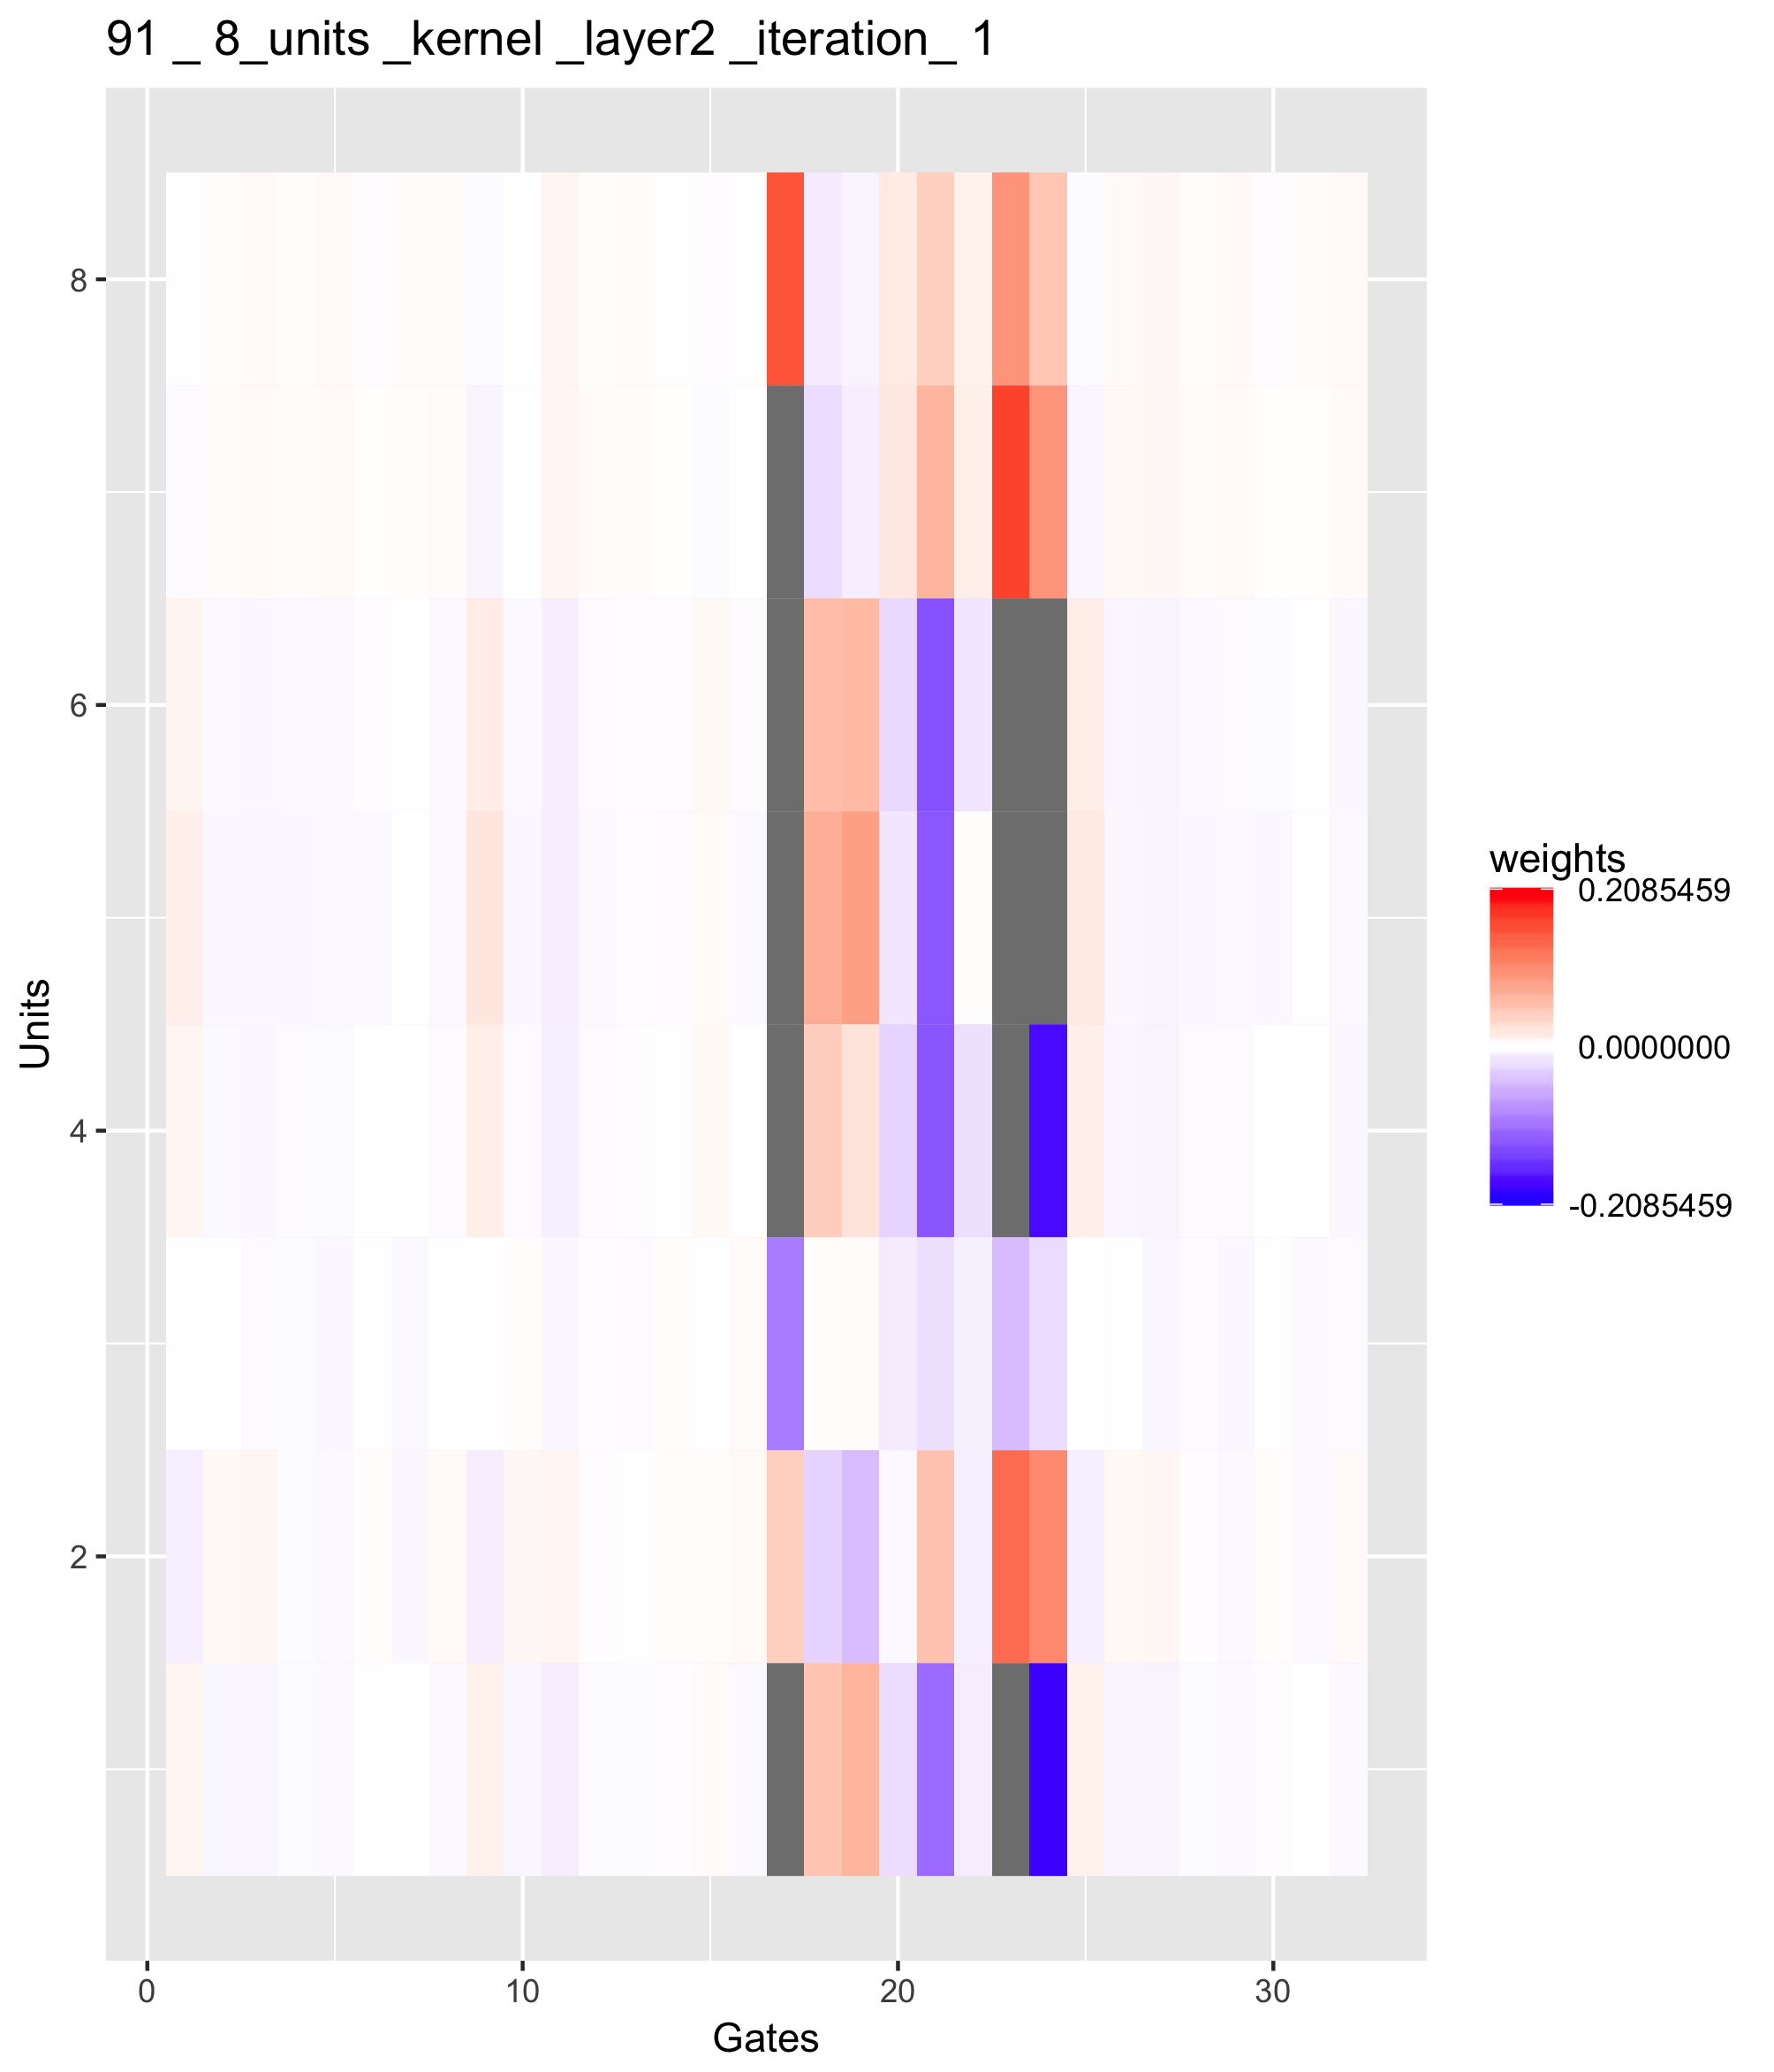 91 _ 8_units _kernel _layer2 _iteration_ 1
8
6
4
2
Units
0 10 20 30
Gates
weights
0.2085459
0.0000000
-0.2085459